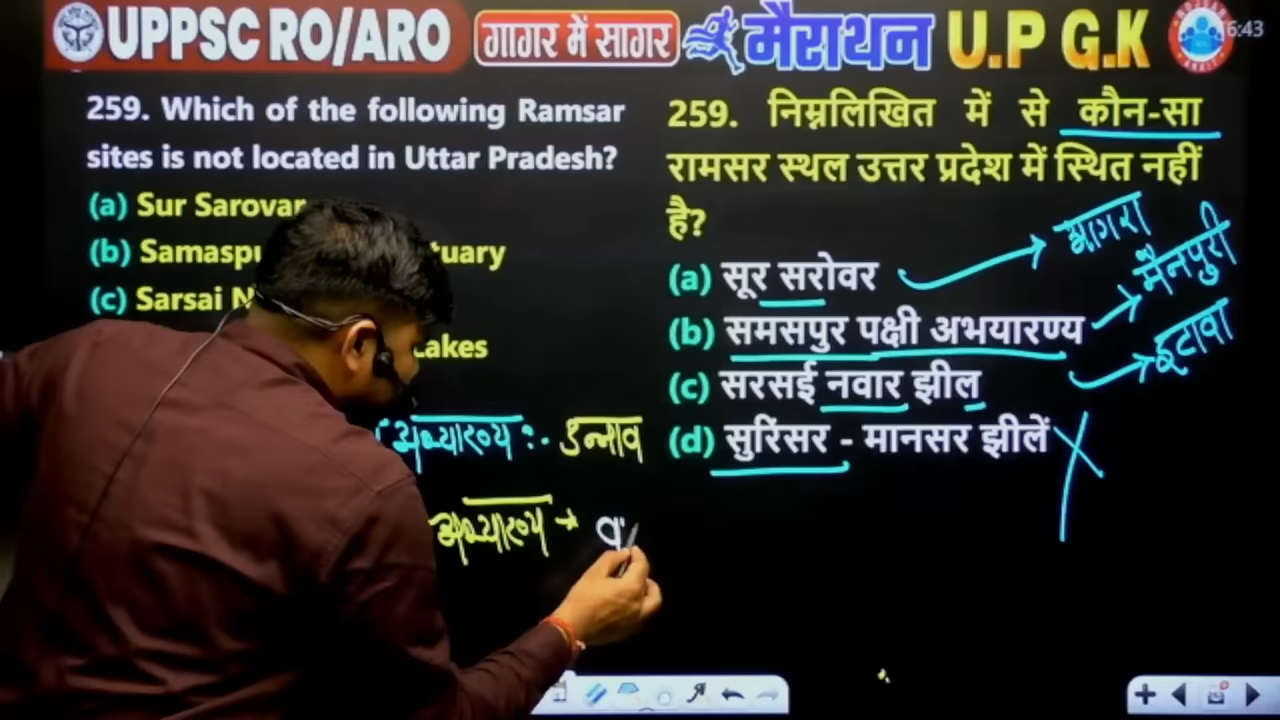 UPPSC RO/ARO गागर में सागर मैराथन U.P G.K
6:43
259. Which of the following Ramsar
sites is not located in Uttar Pradesh?
(a) Sur Sarovar
(b) Samaspu tuary
(c) Sarsai N
akes
अभ्यारण्य :- उन्नाव
अभ्यारण्य →
259. निम्नलिखित में से कौन-सा
रामसर स्थल उत्तर प्रदेश में स्थित नहीं
है?
(a) सूर सरोवर → आगरा
(b) समसपुर पक्षी अभयारण्य → मैनपुरी
(c) सरसई नवार झील → इटावा
(d) सुरिंसर - मानसर झीलें